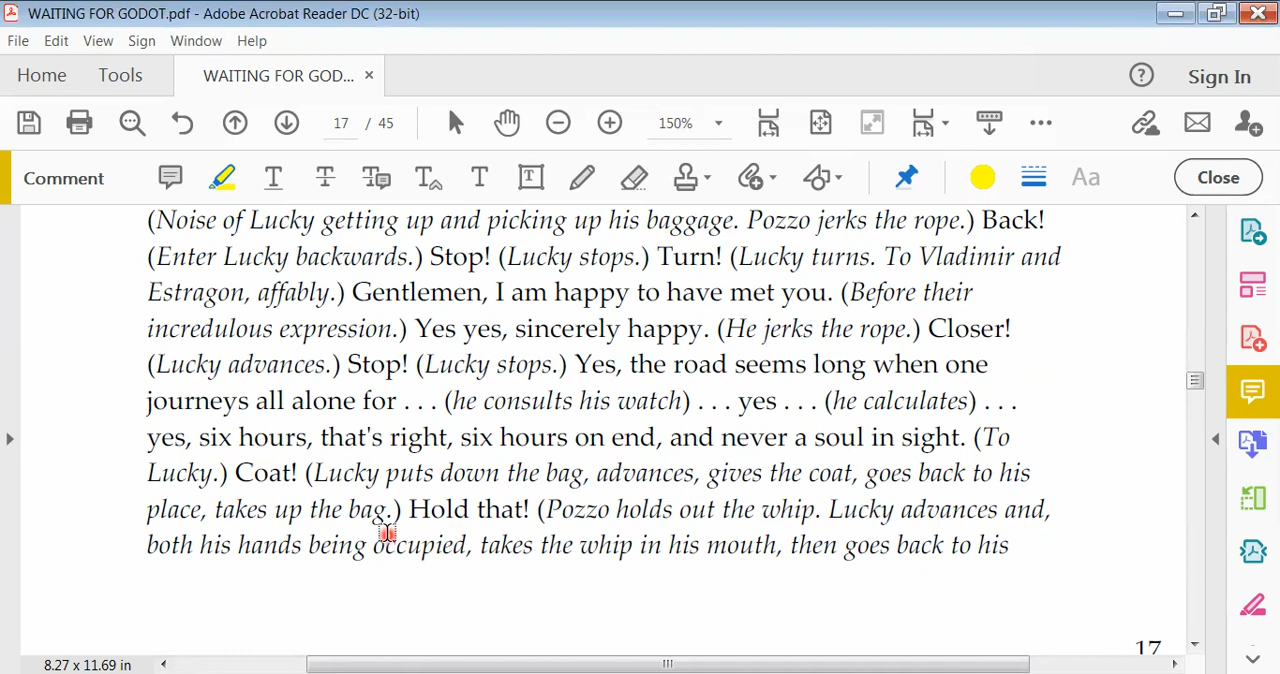 WAITING FOR GODOT.pdf - Adobe Acrobat Reader DC (32-bit)
File Edit View Sign Window Help
Home Tools WAITING FOR GOD... × Sign In
17 / 45 150%
Comment Aa Close
(Noise of Lucky getting up and picking up his baggage. Pozzo jerks the rope.) Back!
(Enter Lucky backwards.) Stop! (Lucky stops.) Turn! (Lucky turns. To Vladimir and
Estragon, affably.) Gentlemen, I am happy to have met you. (Before their
incredulous expression.) Yes yes, sincerely happy. (He jerks the rope.) Closer!
(Lucky advances.) Stop! (Lucky stops.) Yes, the road seems long when one
journeys all alone for . . . (he consults his watch) . . . yes . . . (he calculates) . . .
yes, six hours, that's right, six hours on end, and never a soul in sight. (To
Lucky.) Coat! (Lucky puts down the bag, advances, gives the coat, goes back to his
place, takes up the bag.) Hold that! (Pozzo holds out the whip. Lucky advances and,
both his hands being occupied, takes the whip in his mouth, then goes back to his
17
8.27 x 11.69 in